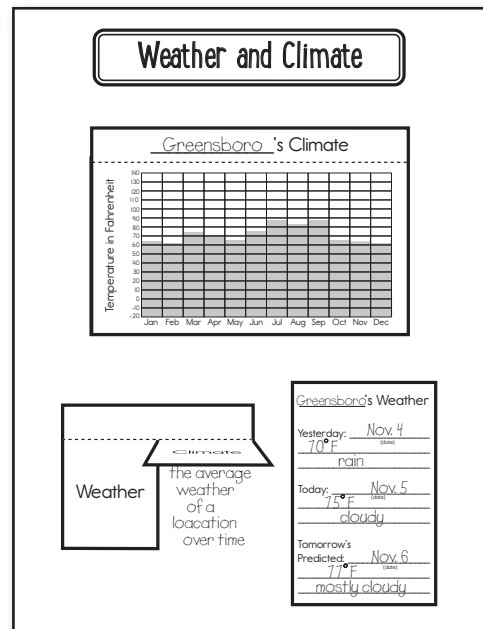 Weather and Climate
Greensboro 's Climate
Temperature in Fahrenheit
140
130
120
110
100
90
80
70
60
50
40
30
20
10
0
-10
-20
Jan Feb Mar Apr May Jun Jul Aug Sep Oct Nov Dec
Climate
Weather
the average
weather
of a
loacation
over time
Greensboro's Weather
Yesterday: Nov. 4
(date)
70°F
rain
Today: Nov. 5
(date)
75°F
cloudy
Tomorrow's
Predicted: Nov. 6
(date)
77°F
mostly cloudy